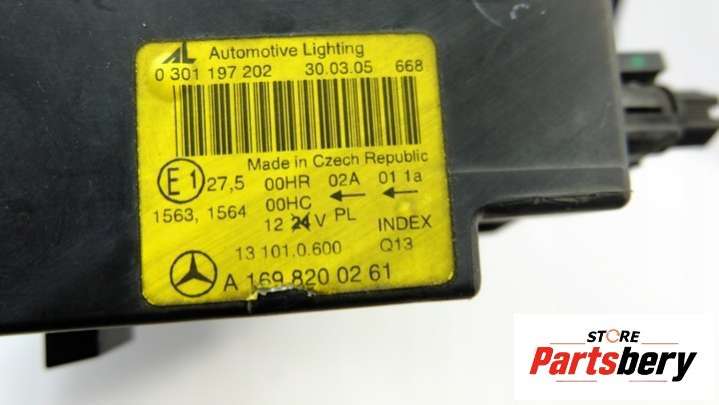 AL Automotive Lighting
0 301 197 202 30.03.05 668
Made in Czech Republic
E1 27,5 00HR 02A 01 1a
1563, 1564 00HC
12 24 V PL INDEX
13 101.0.600 Q13
A 169 820 02 61
STORE
Partsbery